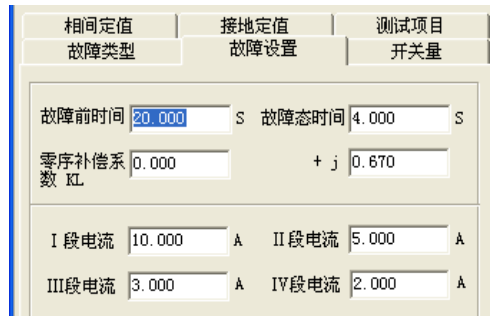 相间定值 接地定值 测试项目
故障类型 故障设置 开关量
故障前时间 20.000 S 故障态时间 4.000 S
零序补偿系 0.000 + j 0.670
数 KL
I 段电流 10.000 A II 段电流 5.000 A
III段电流 3.000 A IV段电流 2.000 A